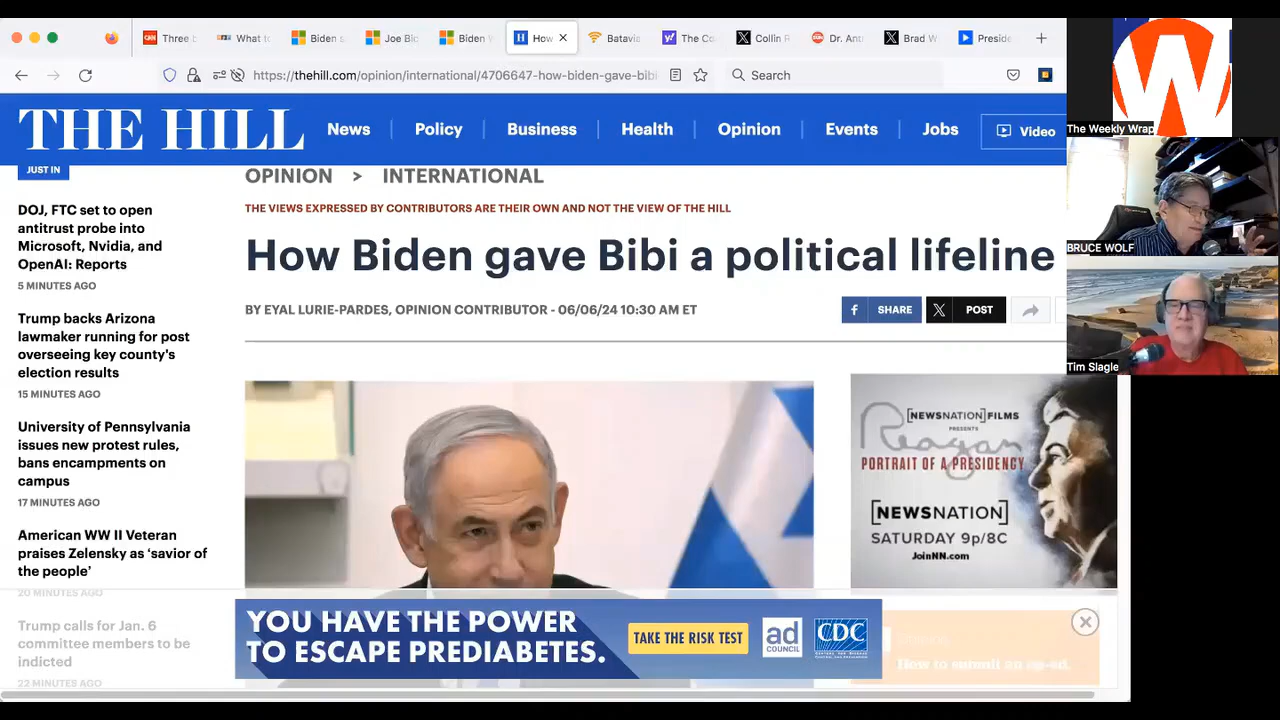 CNN Three b
What to
Biden s
Joe Bic
Biden
H How
Batavia
The Co
Collin R
Dr. Ant
Brad W
Preside
https://thehill.com/opinion/international/4706647-how-biden-gave-bibi
Search
THE HILL
News
Policy
Business
Health
Opinion
Events
Jobs
Video
JUST IN
DOJ, FTC set to open
antitrust probe into
Microsoft, Nvidia, and
OpenAI: Reports
5 MINUTES AGO
Trump backs Arizona
lawmaker running for post
overseeing key county's
election results
15 MINUTES AGO
University of Pennsylvania
issues new protest rules,
bans encampments on
campus
17 MINUTES AGO
American WW II Veteran
praises Zelensky as ‘savior of
the people’
20 MINUTES AGO
Trump calls for Jan. 6
committee members to be
indicted
22 MINUTES AGO
OPINION > INTERNATIONAL
THE VIEWS EXPRESSED BY CONTRIBUTORS ARE THEIR OWN AND NOT THE VIEW OF THE HILL
How Biden gave Bibi a political lifeline
BY EYAL LURIE-PARDES, OPINION CONTRIBUTOR - 06/06/24 10:30 AM ET
f SHARE
X POST
[NEWSNATION] FILMS
PRESENTS
Reagan
PORTRAIT OF A PRESIDENCY
[NEWSNATION]
SATURDAY 9p/8C
JoinNN.com
YOU HAVE THE POWER
TO ESCAPE PREDIABETES.
TAKE THE RISK TEST
ad
COUNCIL
CDC
How to submit an op-ed.
W
The Weekly Wrap
BRUCE WOLF
Tim Slagle